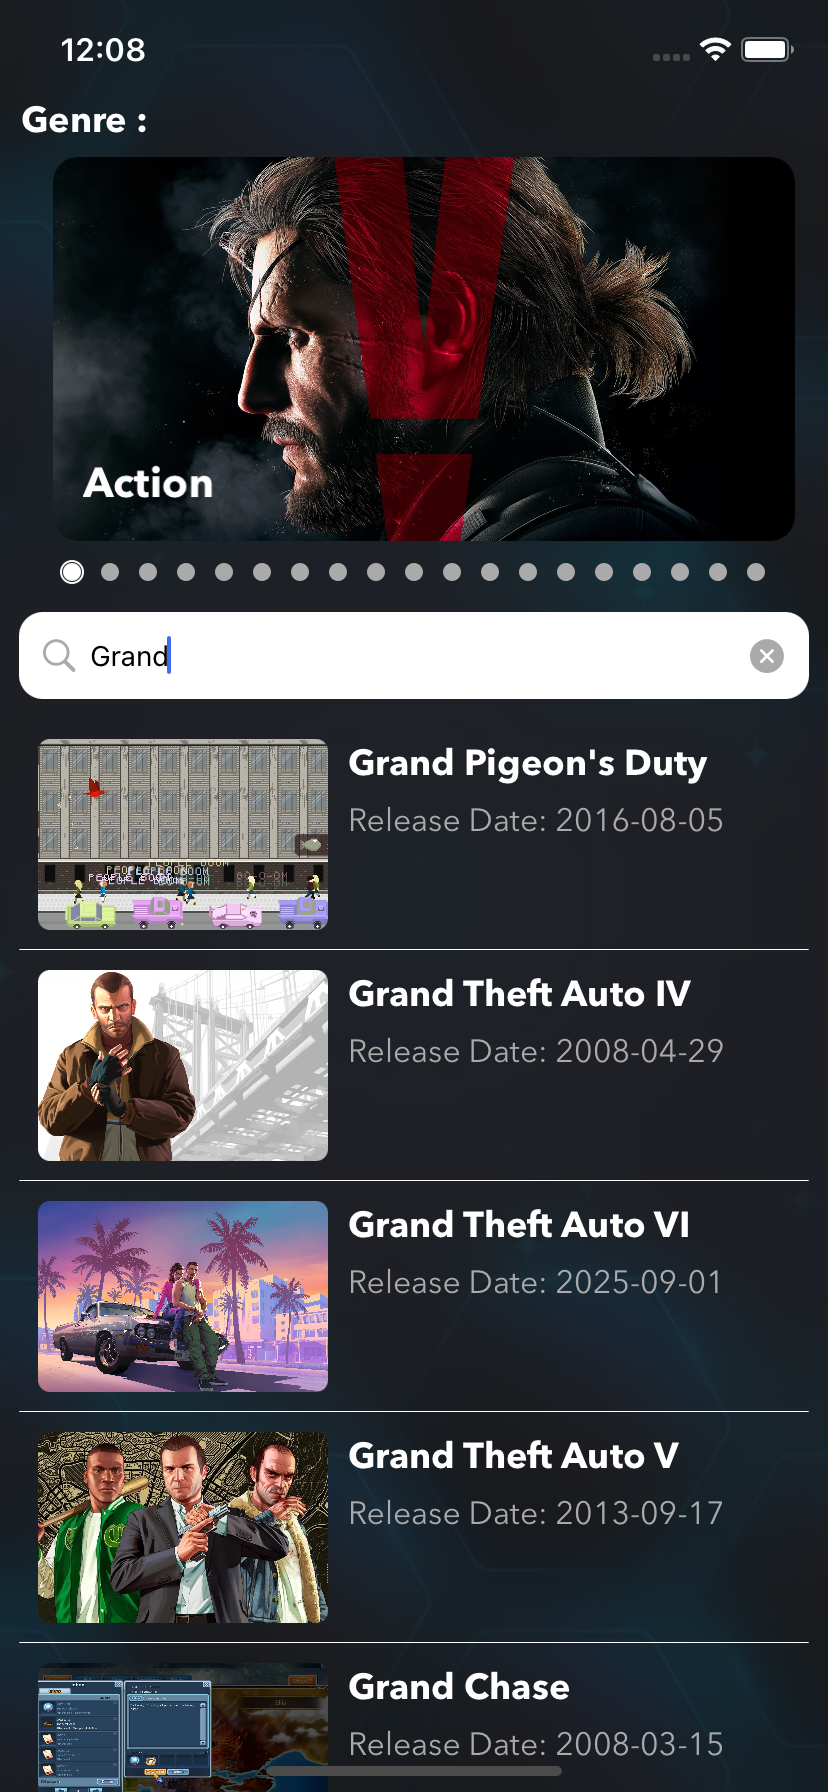 12:08
Genre :
Action
Grand
Grand Pigeon's Duty
Release Date: 2016-08-05
Grand Theft Auto IV
Release Date: 2008-04-29
Grand Theft Auto VI
Release Date: 2025-09-01
Grand Theft Auto V
Release Date: 2013-09-17
Grand Chase
Release Date: 2008-03-15